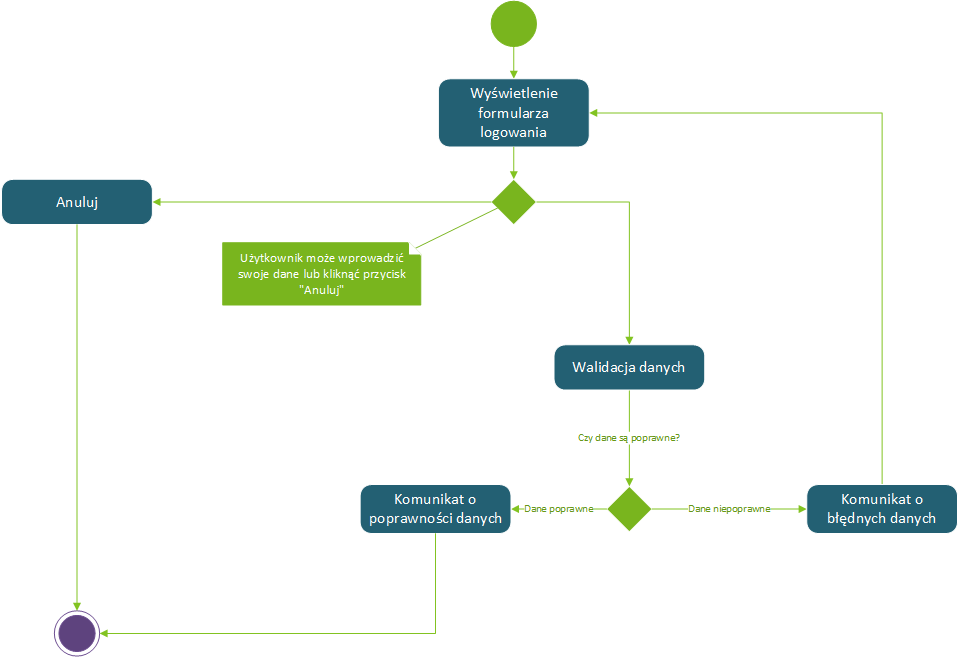 Wyświetlenie
formularza
logowania
Anuluj
Użytkownik może wprowadzić
swoje dane lub kliknąć przycisk
"Anuluj"
Walidacja danych
Czy dane są poprawne?
Komunikat o
poprawności danych
Dane poprawne
Dane niepoprawne
Komunikat o
błędnych danych